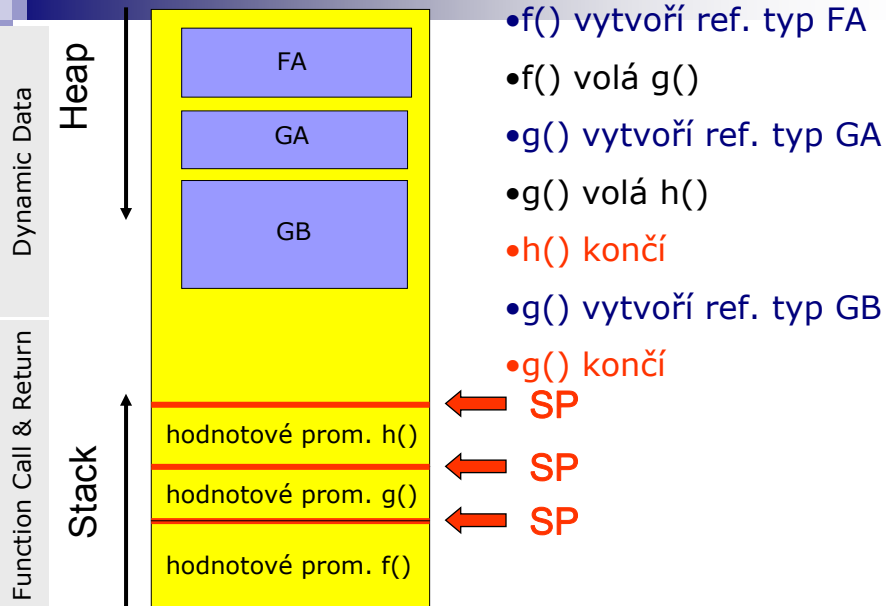 Dynamic Data
Heap
FA
GA
GB
•f() vytvoří ref. typ FA
•f() volá g()
•g() vytvoří ref. typ GA
•g() volá h()
•h() končí
•g() vytvoří ref. typ GB
•g() končí
Function Call & Return
Stack
SP
hodnotové prom. h()
SP
hodnotové prom. g()
SP
hodnotové prom. f()